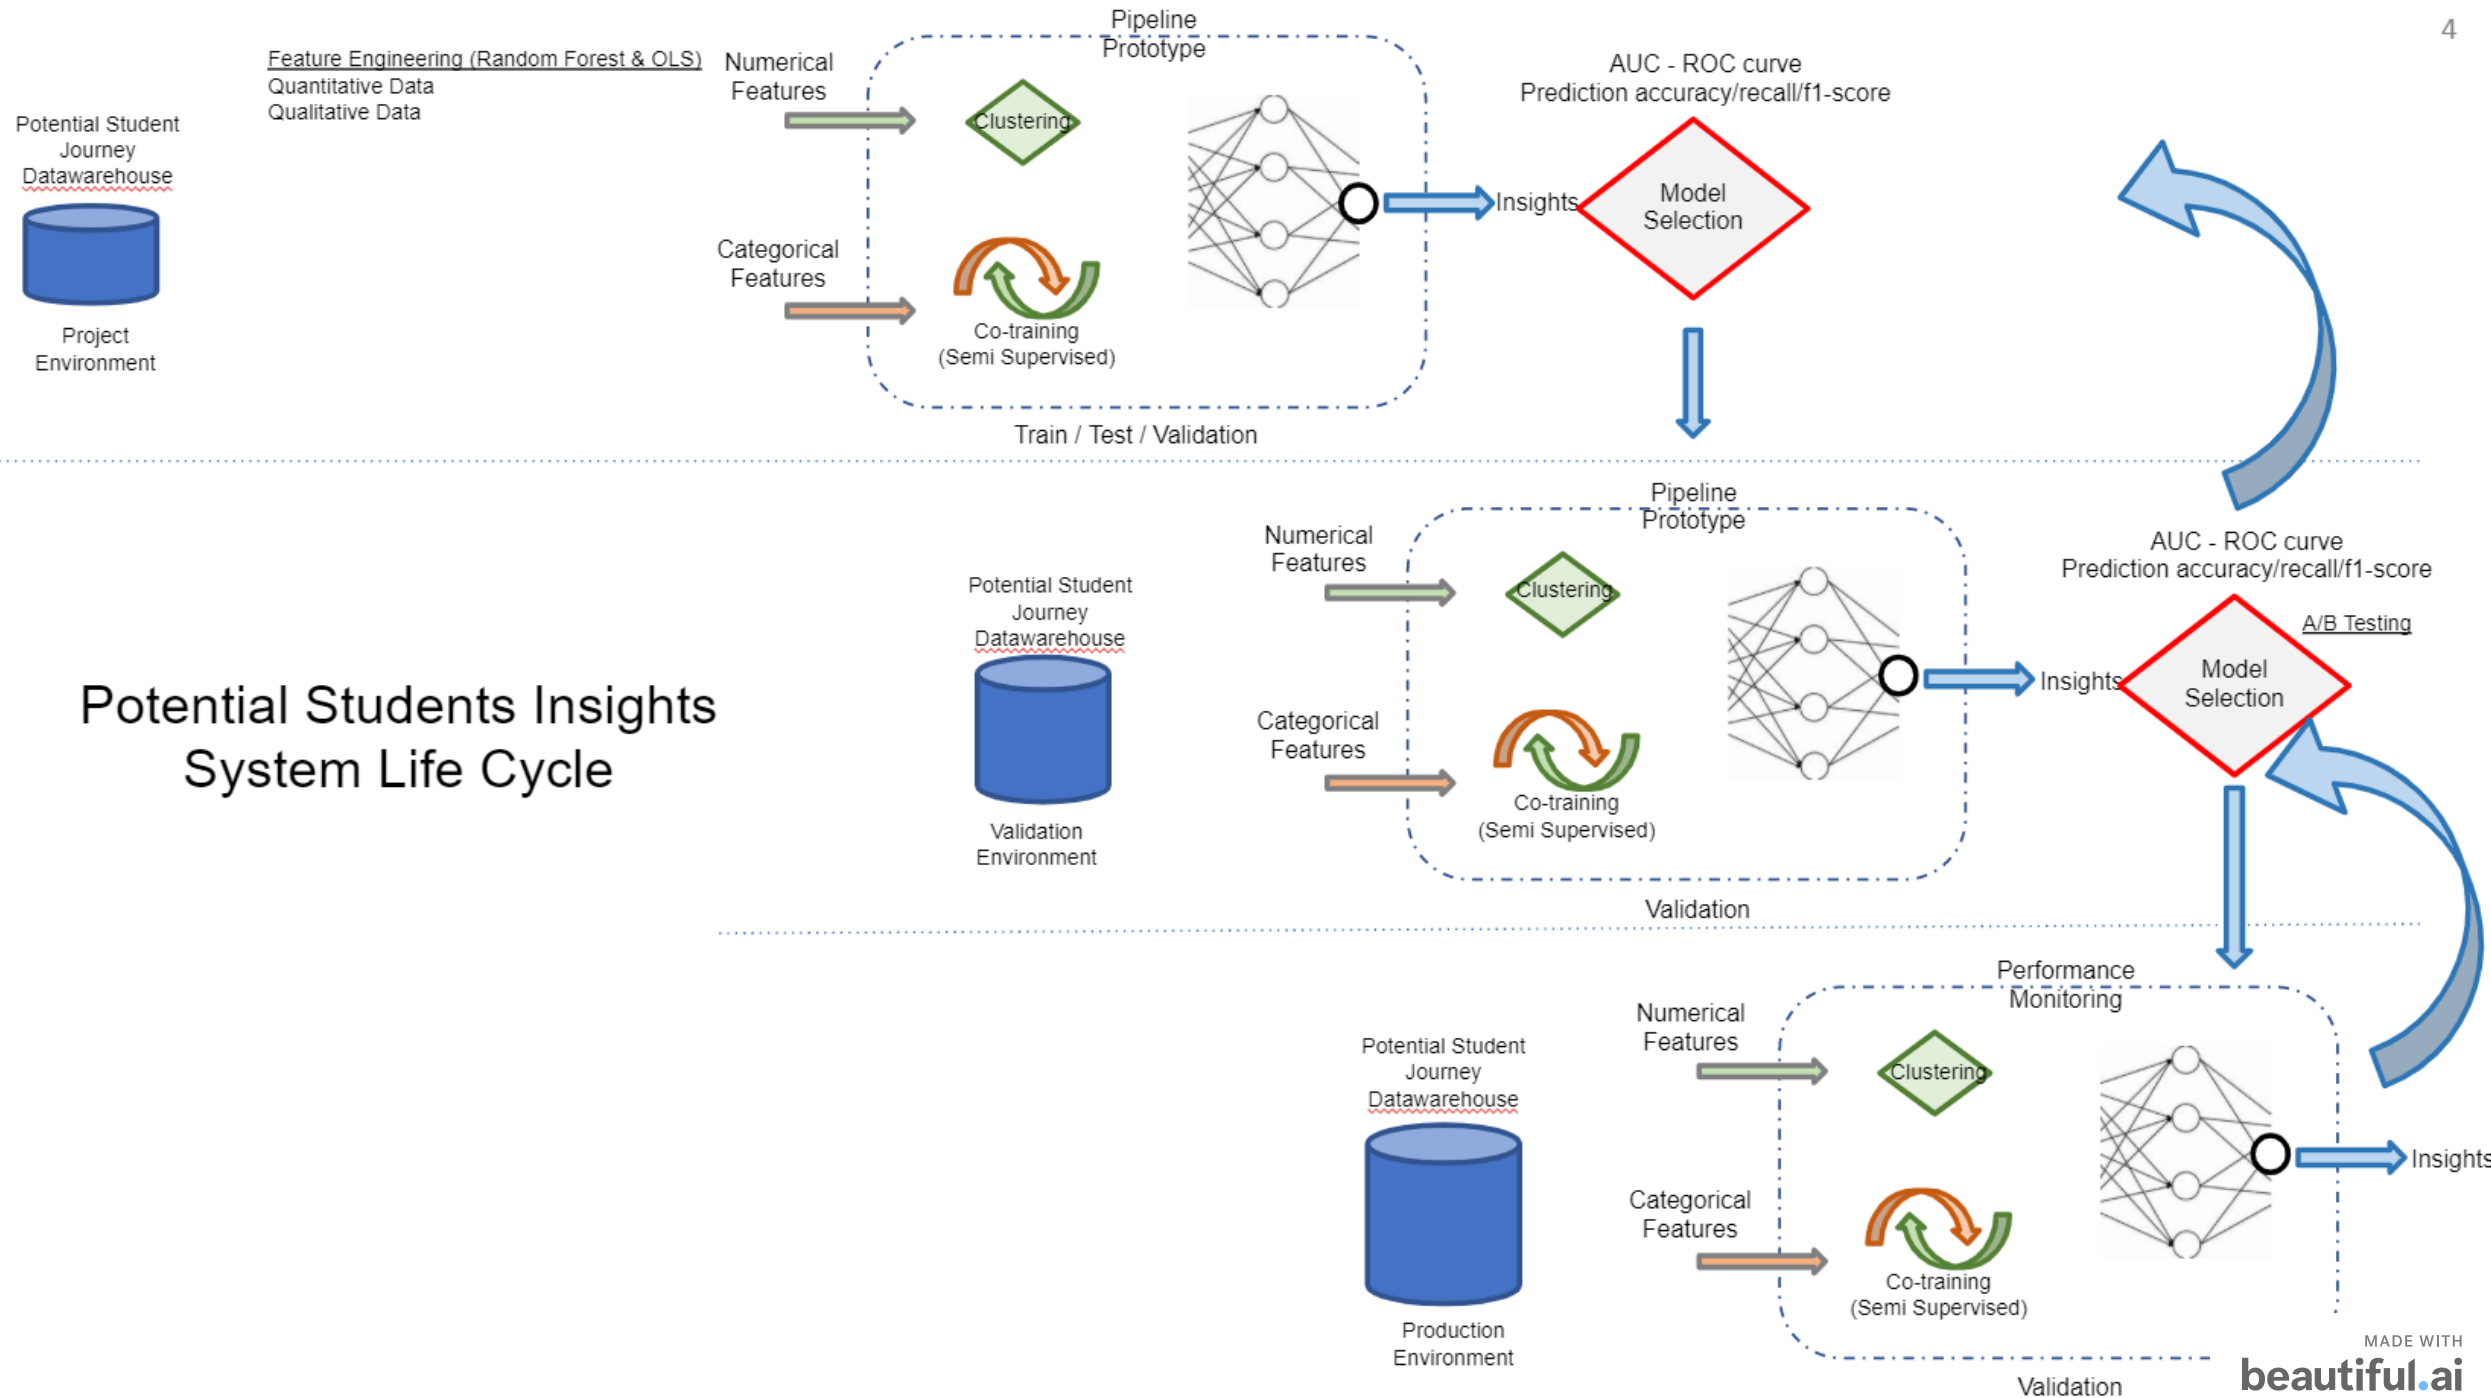 4
Pipeline
Prototype
Feature Engineering (Random Forest & OLS)
Quantitative Data
Qualitative Data
Numerical
Features
AUC - ROC curve
Prediction accuracy/recall/f1-score
Potential Student
Journey
Datawarehouse
Clustering
Insights
Model
Selection
Categorical
Features
Project
Environment
Co-training
(Semi Supervised)
Train / Test / Validation
Pipeline
Prototype
Numerical
Features
AUC - ROC curve
Prediction accuracy/recall/f1-score
Potential Student
Journey
Datawarehouse
Clustering
A/B Testing
Insights
Model
Selection
Potential Students Insights
System Life Cycle
Categorical
Features
Validation
Environment
Co-training
(Semi Supervised)
Validation
Performance
Monitoring
Numerical
Features
Potential Student
Journey
Datawarehouse
Clustering
Insights
Categorical
Features
Co-training
(Semi Supervised)
Production
Environment
Validation
MADE WITH
beautiful.ai